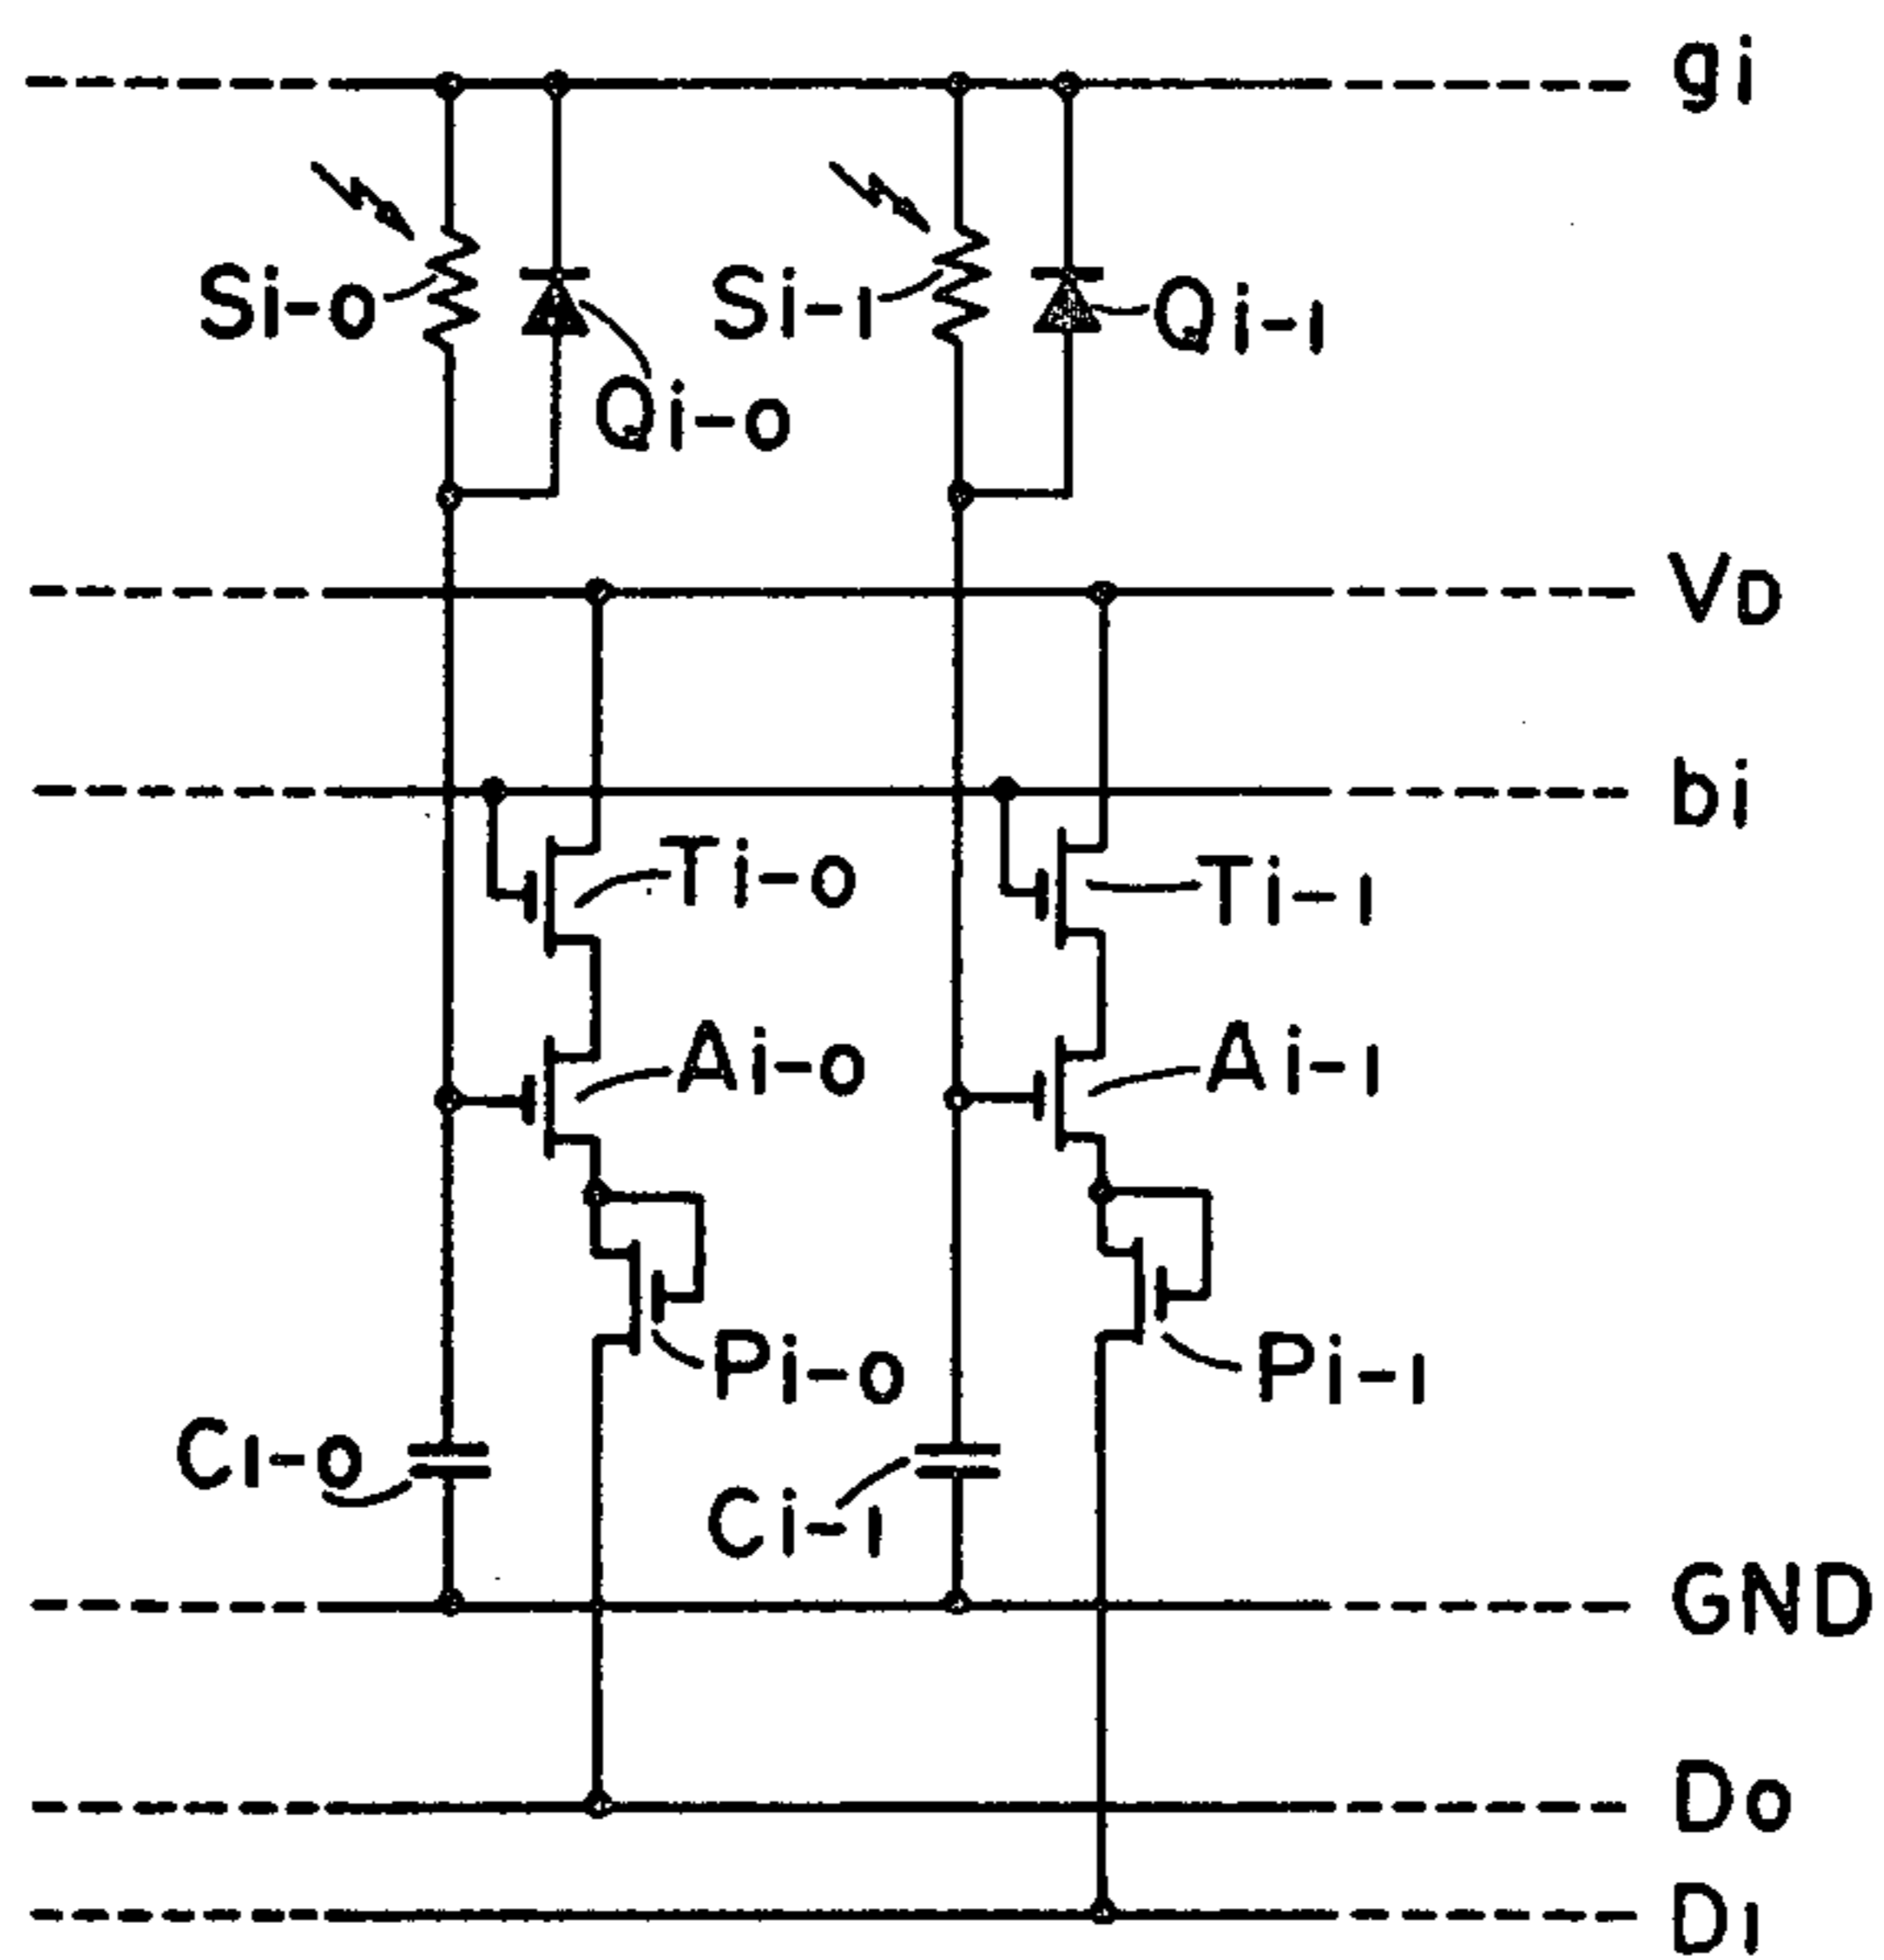 gi
Si-o
Si-1
Qi-1
Qi-o
VD
bi
Ti-o
Ti-1
Ai-o
Ai-1
Pi-o
Pi-1
C1-o
Ci-1
GND
Do
D1